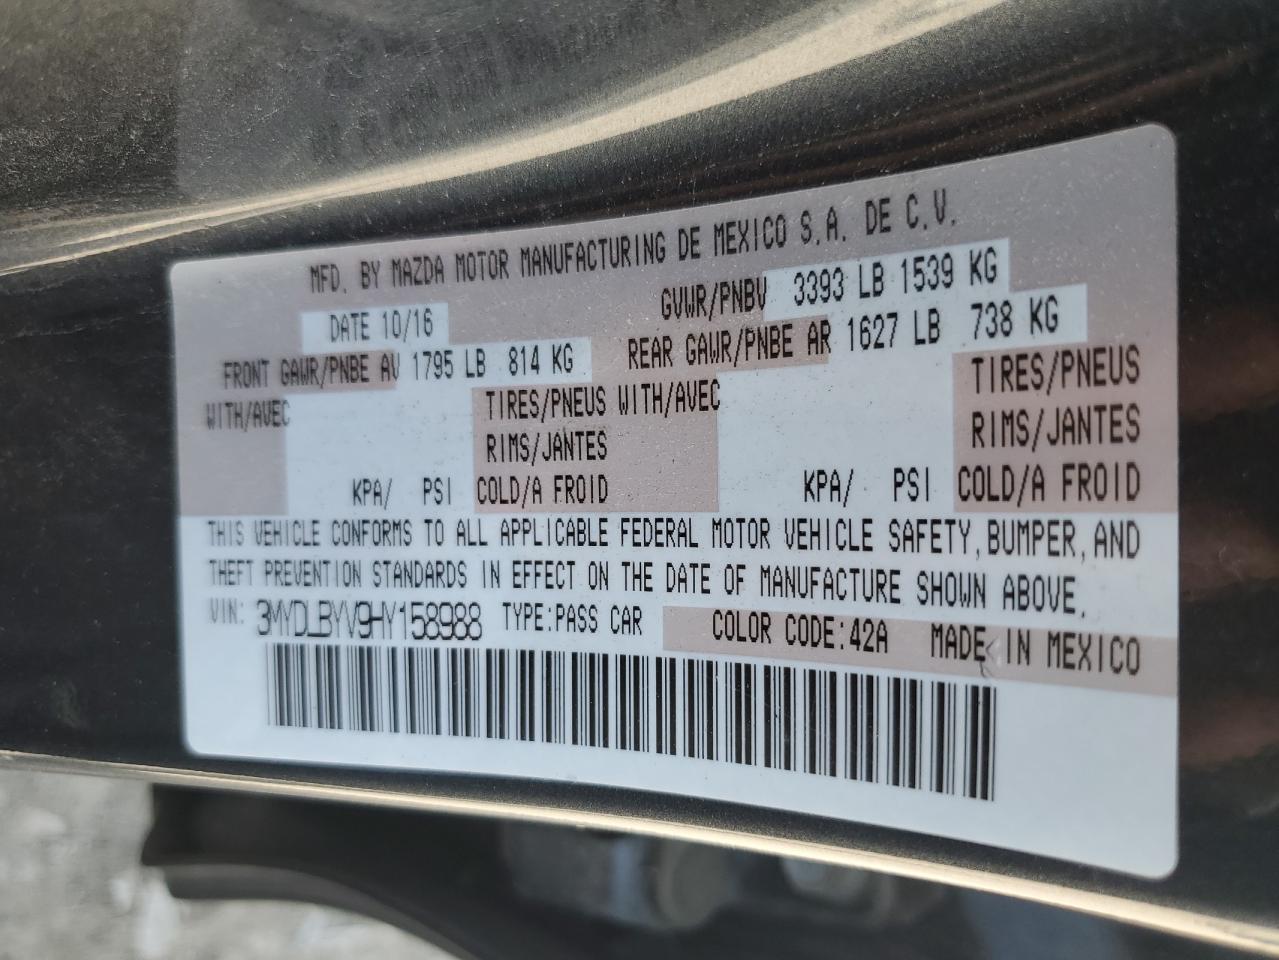 MFD. BY MAZDA MOTOR MANUFACTURING DE MEXICO S.A. DE C.V.
DATE 10/16 GVWR/PNBV 3393 LB 1539 KG
FRONT GAWR/PNBE AV 1795 LB 814 KG REAR GAWR/PNBE AR 1627 LB 738 KG
WITH/AVEC TIRES/PNEUS WITH/AVEC TIRES/PNEUS
RIMS/JANTES RIMS/JANTES
KPA/ PSI COLD/A FROID KPA/ PSI COLD/A FROID
THIS VEHICLE CONFORMS TO ALL APPLICABLE FEDERAL MOTOR VEHICLE SAFETY, BUMPER, AND
THEFT PREVENTION STANDARDS IN EFFECT ON THE DATE OF MANUFACTURE SHOWN ABOVE.
VIN: 3MYDLBYV9HY158988 TYPE:PASS CAR COLOR CODE:42A MADE IN MEXICO